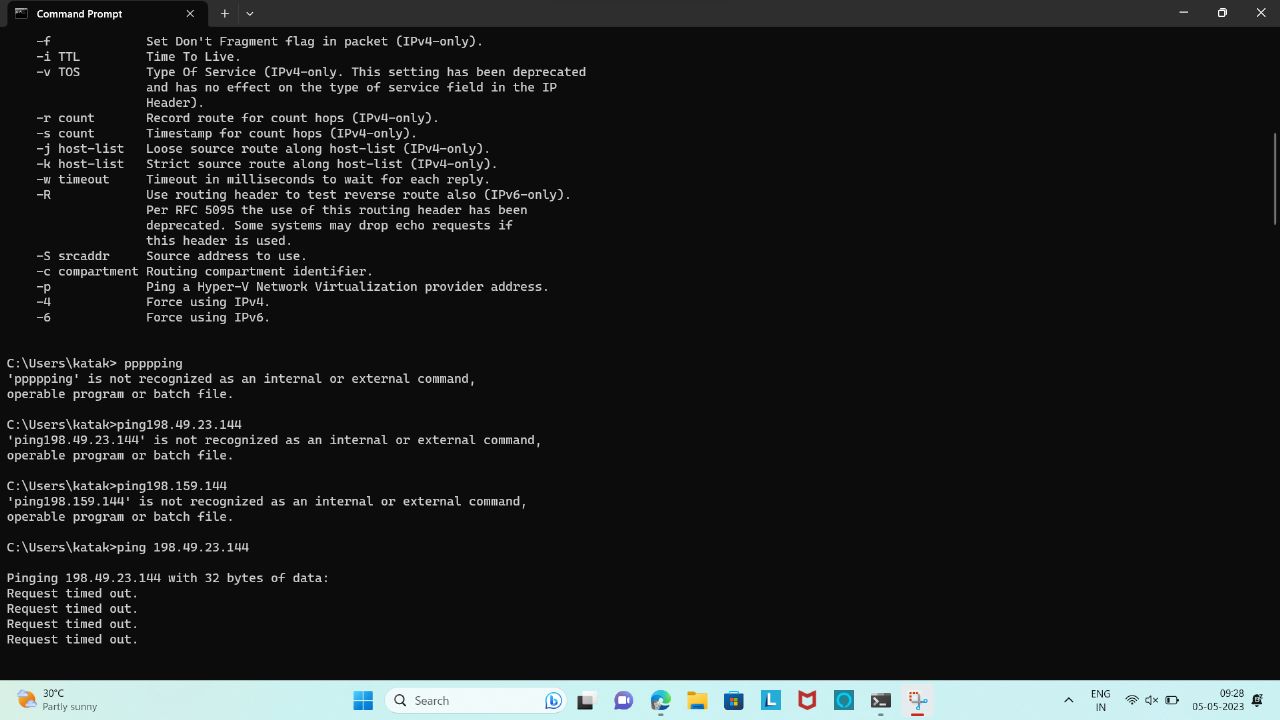 Command Prompt
-f Set Don't Fragment flag in packet (IPv4-only).
-i TTL Time To Live.
-v TOS Type Of Service (IPv4-only. This setting has been deprecated
and has no effect on the type of service field in the IP
Header).
-r count Record route for count hops (IPv4-only).
-s count Timestamp for count hops (IPv4-only).
-j host-list Loose source route along host-list (IPv4-only).
-k host-list Strict source route along host-list (IPv4-only).
-w timeout Timeout in milliseconds to wait for each reply.
-R Use routing header to test reverse route also (IPv6-only).
Per RFC 5095 the use of this routing header has been
deprecated. Some systems may drop echo requests if
this header is used.
-S srcaddr Source address to use.
-c compartment Routing compartment identifier.
-p Ping a Hyper-V Network Virtualization provider address.
-4 Force using IPv4.
-6 Force using IPv6.
C:\Users\katak> ppppping
'ppppping' is not recognized as an internal or external command,
operable program or batch file.
C:\Users\katak>ping198.49.23.144
'ping198.49.23.144' is not recognized as an internal or external command,
operable program or batch file.
C:\Users\katak>ping198.159.144
'ping198.159.144' is not recognized as an internal or external command,
operable program or batch file.
C:\Users\katak>ping 198.49.23.144
Pinging 198.49.23.144 with 32 bytes of data:
Request timed out.
Request timed out.
Request timed out.
Request timed out.
30°C
Partly sunny
Search
ENG
IN
09:28
05-05-2023